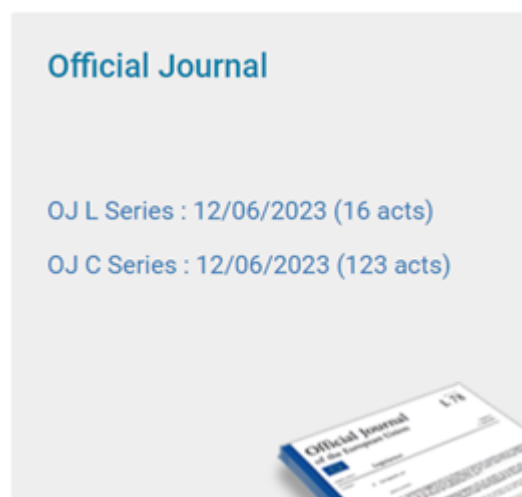 Official Journal
OJ L Series : 12/06/2023 (16 acts)
OJ C Series : 12/06/2023 (123 acts)
L 78
Official Journal
of the European Union
Legislation